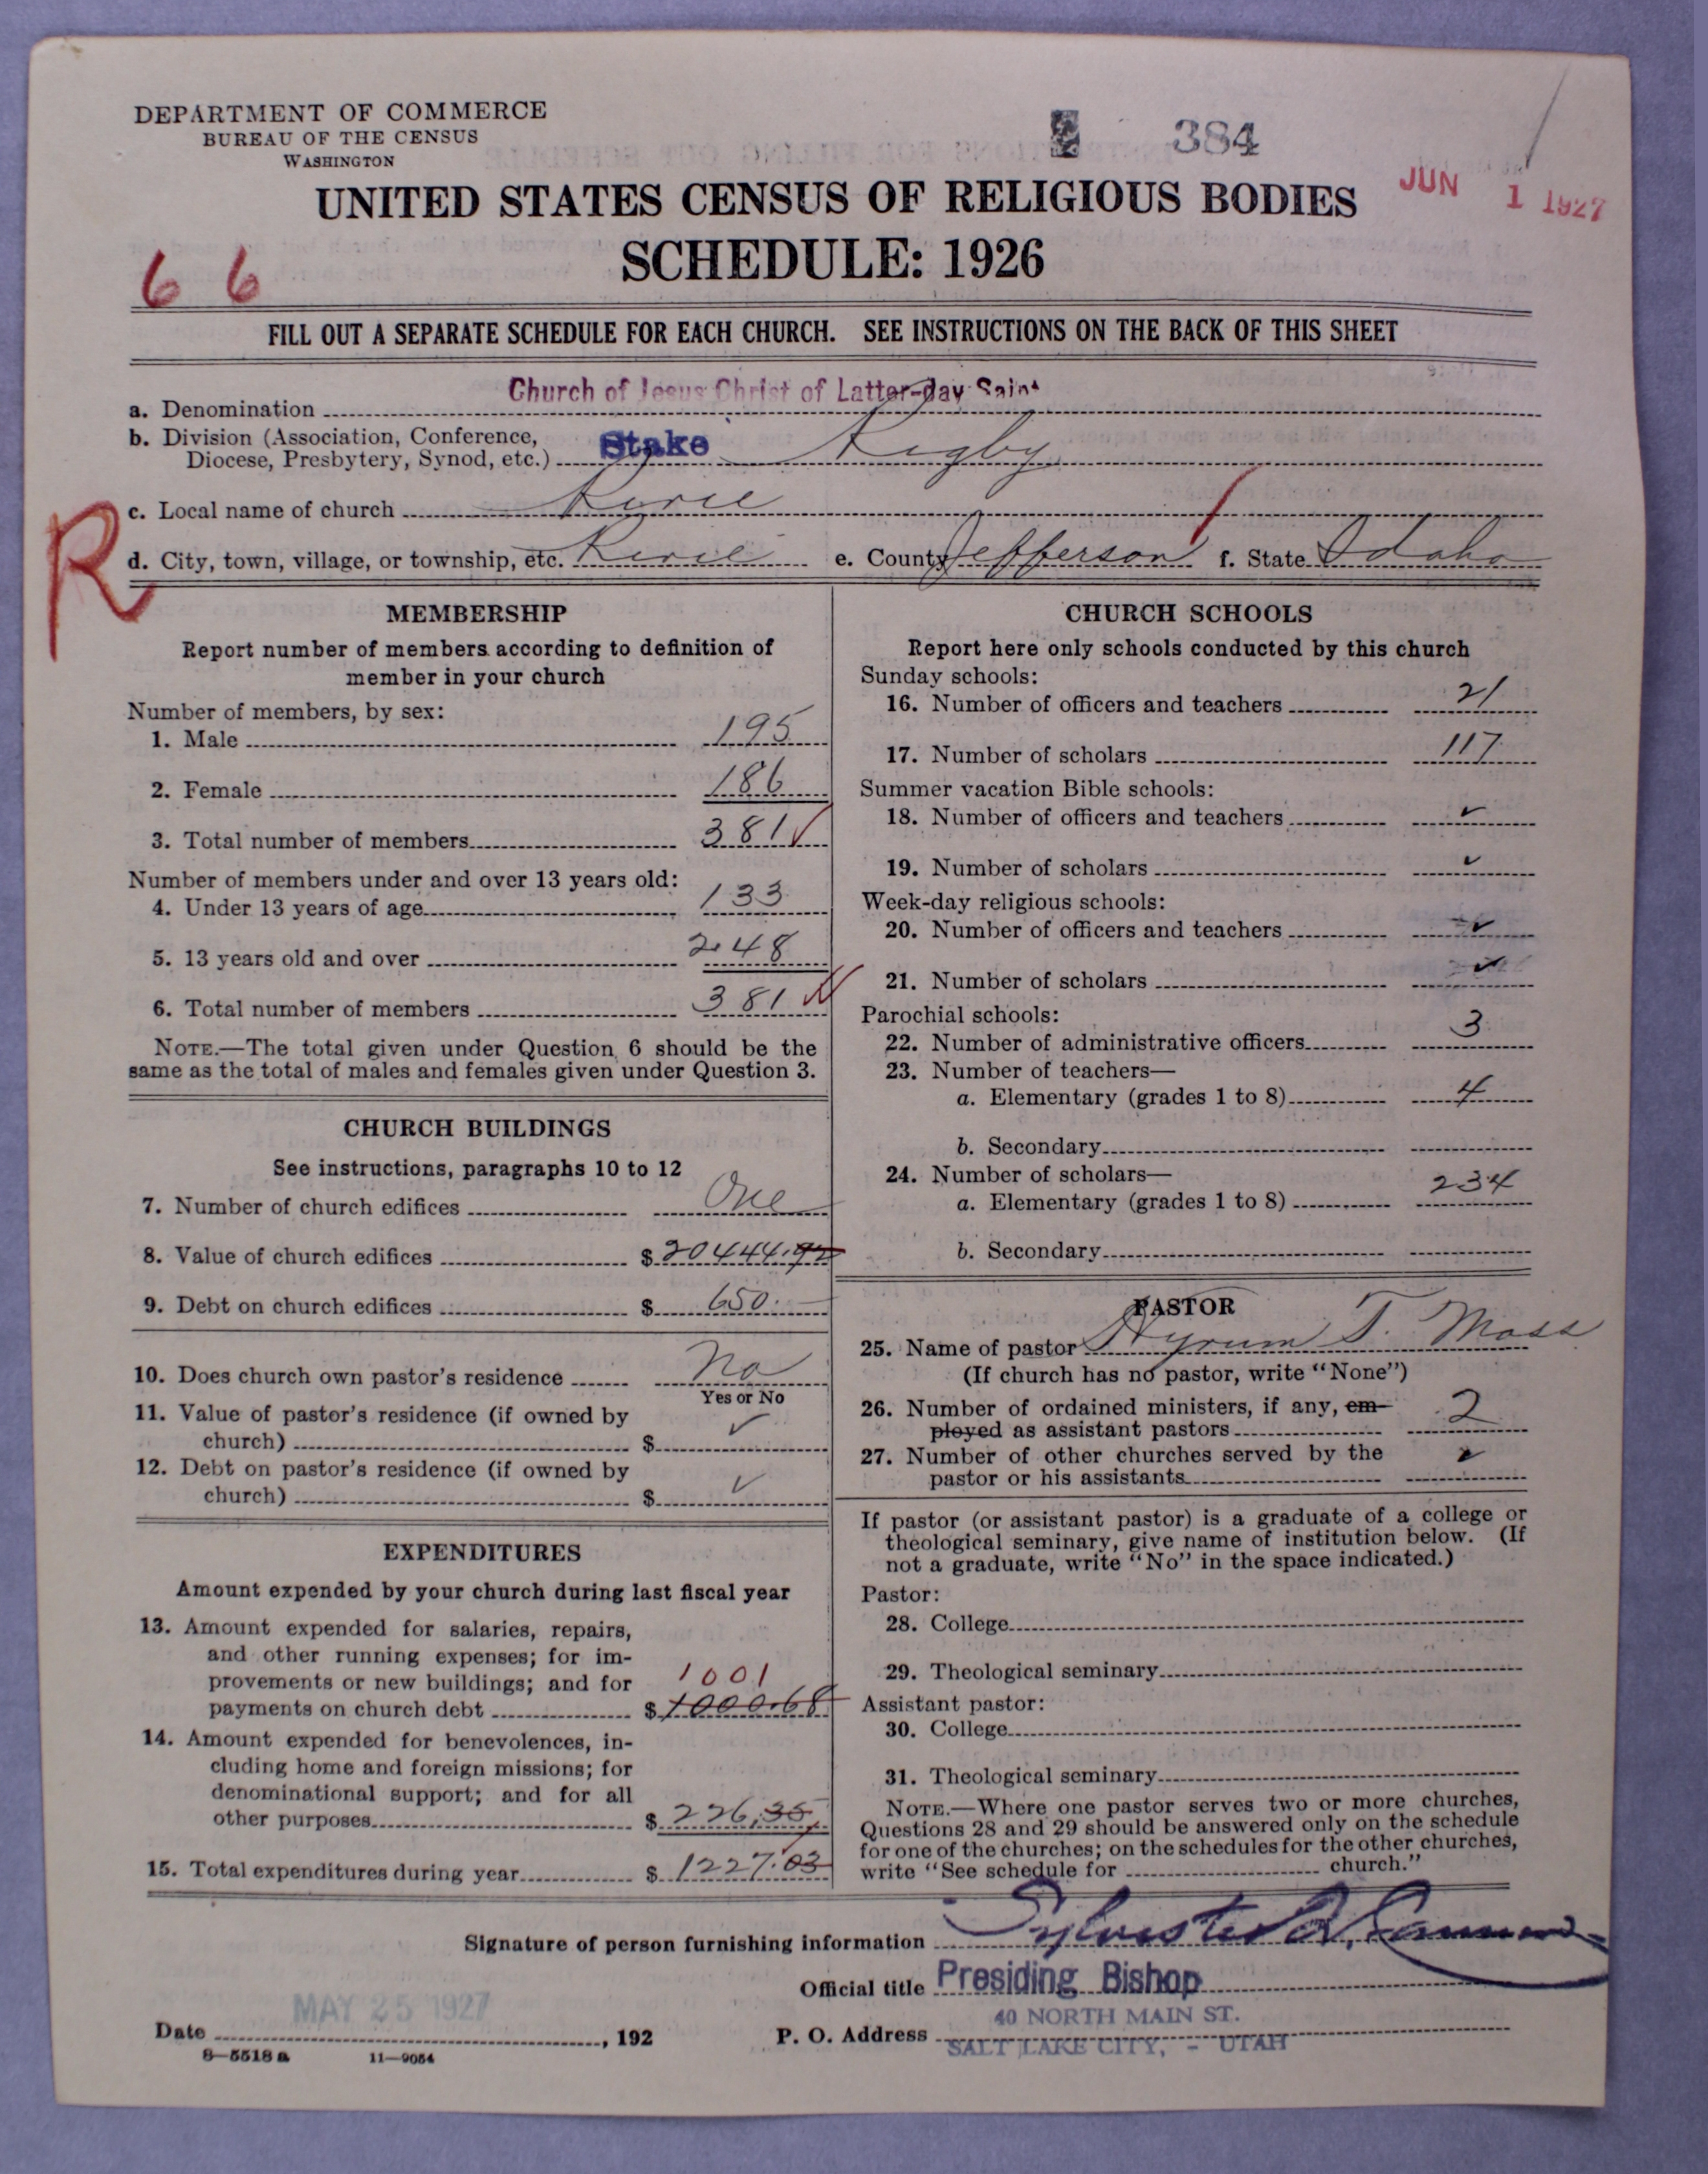 DEPARTMENT OF COMMERCE
BUREAU OF THE CENSUS
WASHINGTON
384
JUN 1 1927
UNITED STATES CENSUS OF RELIGIOUS BODIES
SCHEDULE: 1926
6 6
FILL OUT A SEPARATE SCHEDULE FOR EACH CHURCH. SEE INSTRUCTIONS ON THE BACK OF THIS SHEET
a. Denomination Church of Jesus Christ of Latter-day Saint
b. Division (Association, Conference,
Diocese, Presbytery, Synod, etc.) Stake Rigby
R
c. Local name of church Ririe
d. City, town, village, or township, etc. Ririe e. County Jefferson f. State Idaho
MEMBERSHIP
Report number of members according to definition of
member in your church
Number of members, by sex:
1. Male 195
2. Female 186
3. Total number of members 381 ✓
Number of members under and over 13 years old:
4. Under 13 years of age 133
5. 13 years old and over 248
6. Total number of members 381
NOTE.—The total given under Question 6 should be the
same as the total of males and females given under Question 3.
CHURCH BUILDINGS
See instructions, paragraphs 10 to 12
7. Number of church edifices One
8. Value of church edifices $ 20444.92
9. Debt on church edifices $ 650.
10. Does church own pastor's residence No
Yes or No
11. Value of pastor's residence (if owned by
church) $ ✓
12. Debt on pastor's residence (if owned by
church) $ ✓
EXPENDITURES
Amount expended by your church during last fiscal year
13. Amount expended for salaries, repairs,
and other running expenses; for im-
provements or new buildings; and for 1001
payments on church debt $ 1000.68
14. Amount expended for benevolences, in-
cluding home and foreign missions; for
denominational support; and for all
other purposes $ 226.35
15. Total expenditures during year $ 1227.03
CHURCH SCHOOLS
Report here only schools conducted by this church
Sunday schools:
16. Number of officers and teachers 21
17. Number of scholars 117
Summer vacation Bible schools:
18. Number of officers and teachers ✓
19. Number of scholars ✓
Week-day religious schools:
20. Number of officers and teachers ✓
21. Number of scholars ✓
Parochial schools:
22. Number of administrative officers 3
23. Number of teachers—
a. Elementary (grades 1 to 8) 4
b. Secondary
24. Number of scholars—
a. Elementary (grades 1 to 8) 234
b. Secondary
PASTOR
25. Name of pastor Hyrum T. Moss
(If church has no pastor, write "None")
26. Number of ordained ministers, if any, em-
ployed as assistant pastors 2
27. Number of other churches served by the
pastor or his assistants ✓
If pastor (or assistant pastor) is a graduate of a college or
theological seminary, give name of institution below. (If
not a graduate, write "No" in the space indicated.)
Pastor:
28. College
29. Theological seminary
Assistant pastor:
30. College
31. Theological seminary
NOTE.—Where one pastor serves two or more churches,
Questions 28 and 29 should be answered only on the schedule
for one of the churches; on the schedules for the other churches,
write "See schedule for church."
Signature of person furnishing information Sylvester Q. Cannon
Official title Presiding Bishop
MAY 25 1927
Date , 192
P. O. Address 40 NORTH MAIN ST.
SALT LAKE CITY, - UTAH
8—5518 a 11—9054